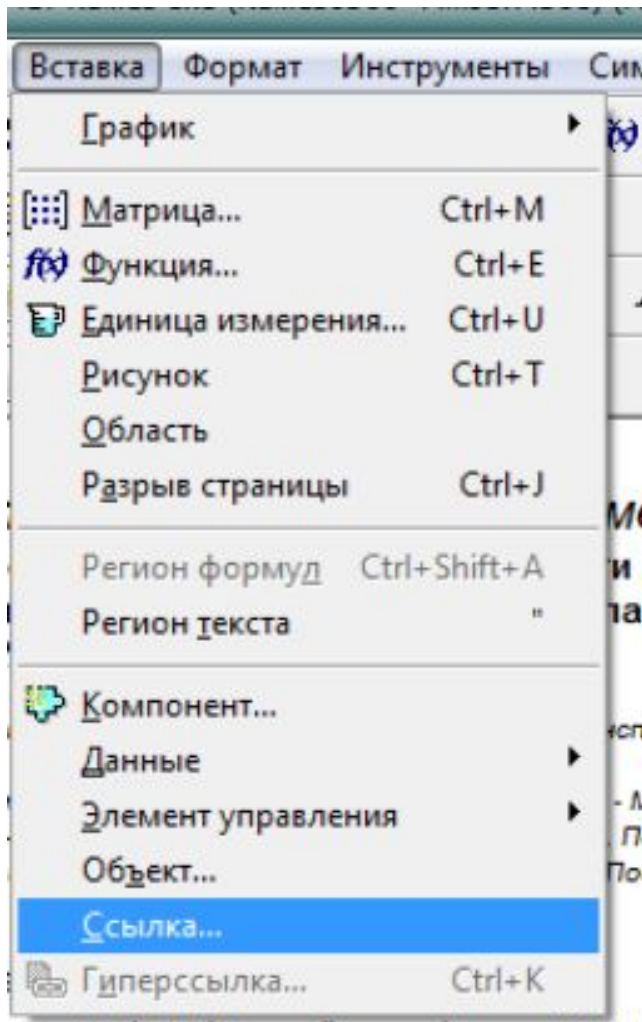 Вставка Формат Инструменты
График
Матрица... Ctrl+M
f(x) Функция... Ctrl+E
Единица измерения... Ctrl+U
Рисунок Ctrl+T
Область
Разрыв страницы Ctrl+J
Регион формул Ctrl+Shift+A
Регион текста "
Компонент...
Данные
Элемент управления
Объект...
Ссылка...
Гиперссылка... Ctrl+K